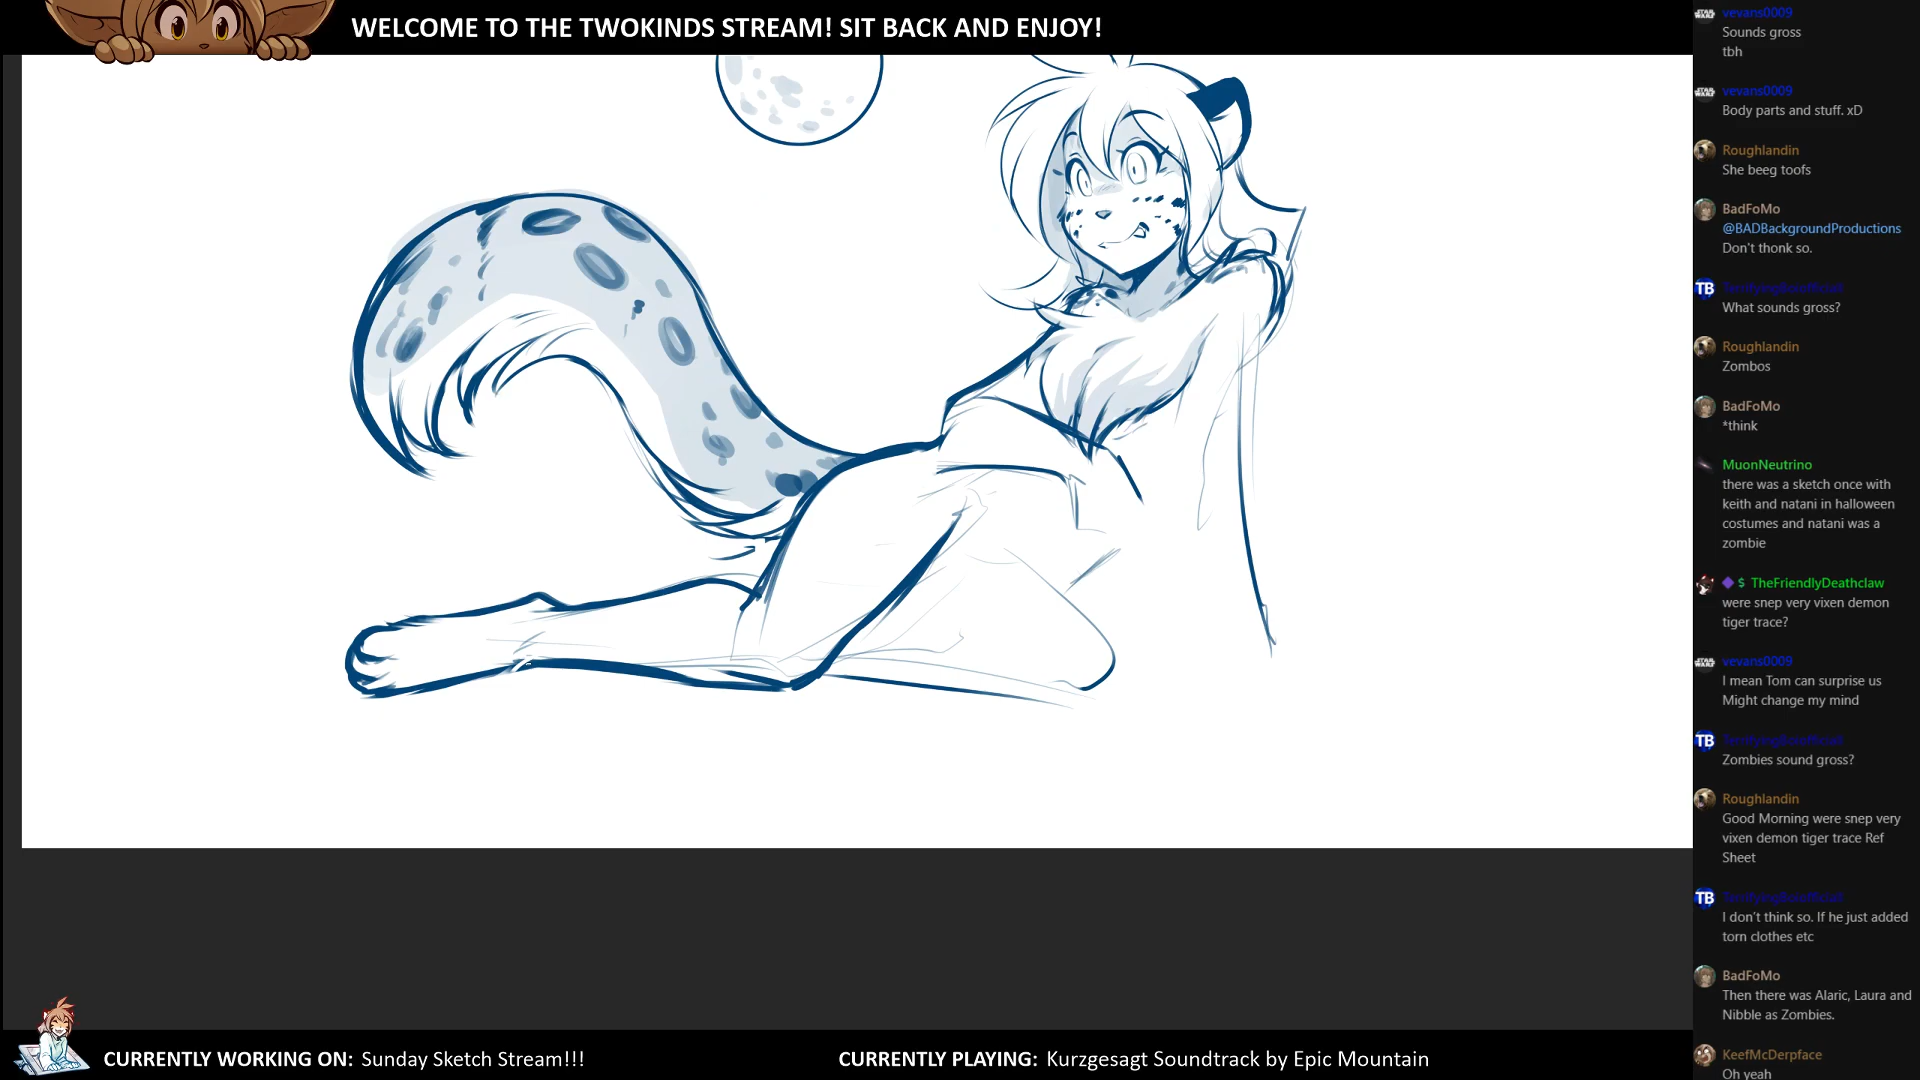 WELCOME TO THE TWOKINDS STREAM! SIT BACK AND ENJOY!
vevans0009
Sounds gross
tbh
vevans0009
Body parts and stuff. xD
Roughlandin
She beeg toofs
BadFoMo
@BADBackgroundProductions
Don't thonk so.
TB
What sounds gross?
Roughlandin
Zombos
BadFoMo
*think
MuonNeutrino
there was a sketch once with
keith and natani in halloween
costumes and natani was a
zombie
$ TheFriendlyDeathclaw
were snep very vixen demon
tiger trace?
vevans0009
I mean Tom can surprise us
Might change my mind
TB
Zombies sound gross?
Roughlandin
Good Morning were snep very
vixen demon tiger trace Ref
Sheet
TB
I don't think so. If he just added
torn clothes etc
BadFoMo
Then there was Alaric, Laura and
Nibble as Zombies.
KeefMcDerpface
Oh yeah
CURRENTLY WORKING ON: Sunday Sketch Stream!!!
CURRENTLY PLAYING: Kurzgesagt Soundtrack by Epic Mountain